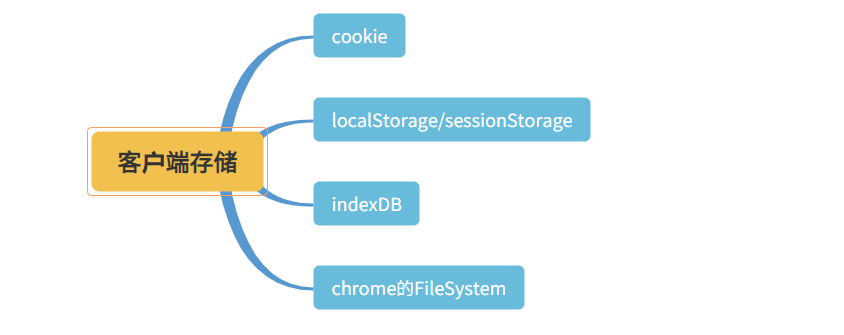 cookie
localStorage/sessionStorage
客户端存储
indexDB
chrome的FileSystem